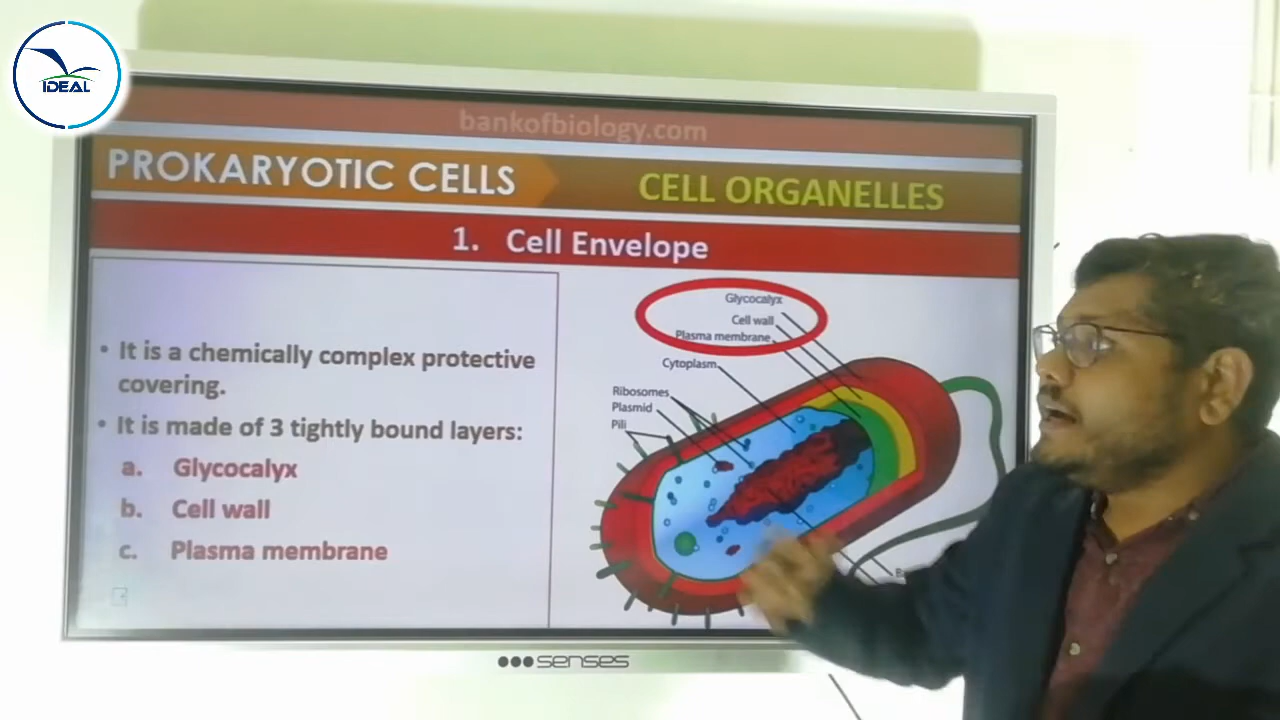 IDEAL
bankofbiology.com
PROKARYOTIC CELLS
CELL ORGANELLES
1. Cell Envelope
• It is a chemically complex protective
covering.
• It is made of 3 tightly bound layers:
a. Glycocalyx
b. Cell wall
c. Plasma membrane
Glycocalyx
Cell wall
Plasma membrane
Cytoplasm
Ribosomes
Plasmid
Pili
senses